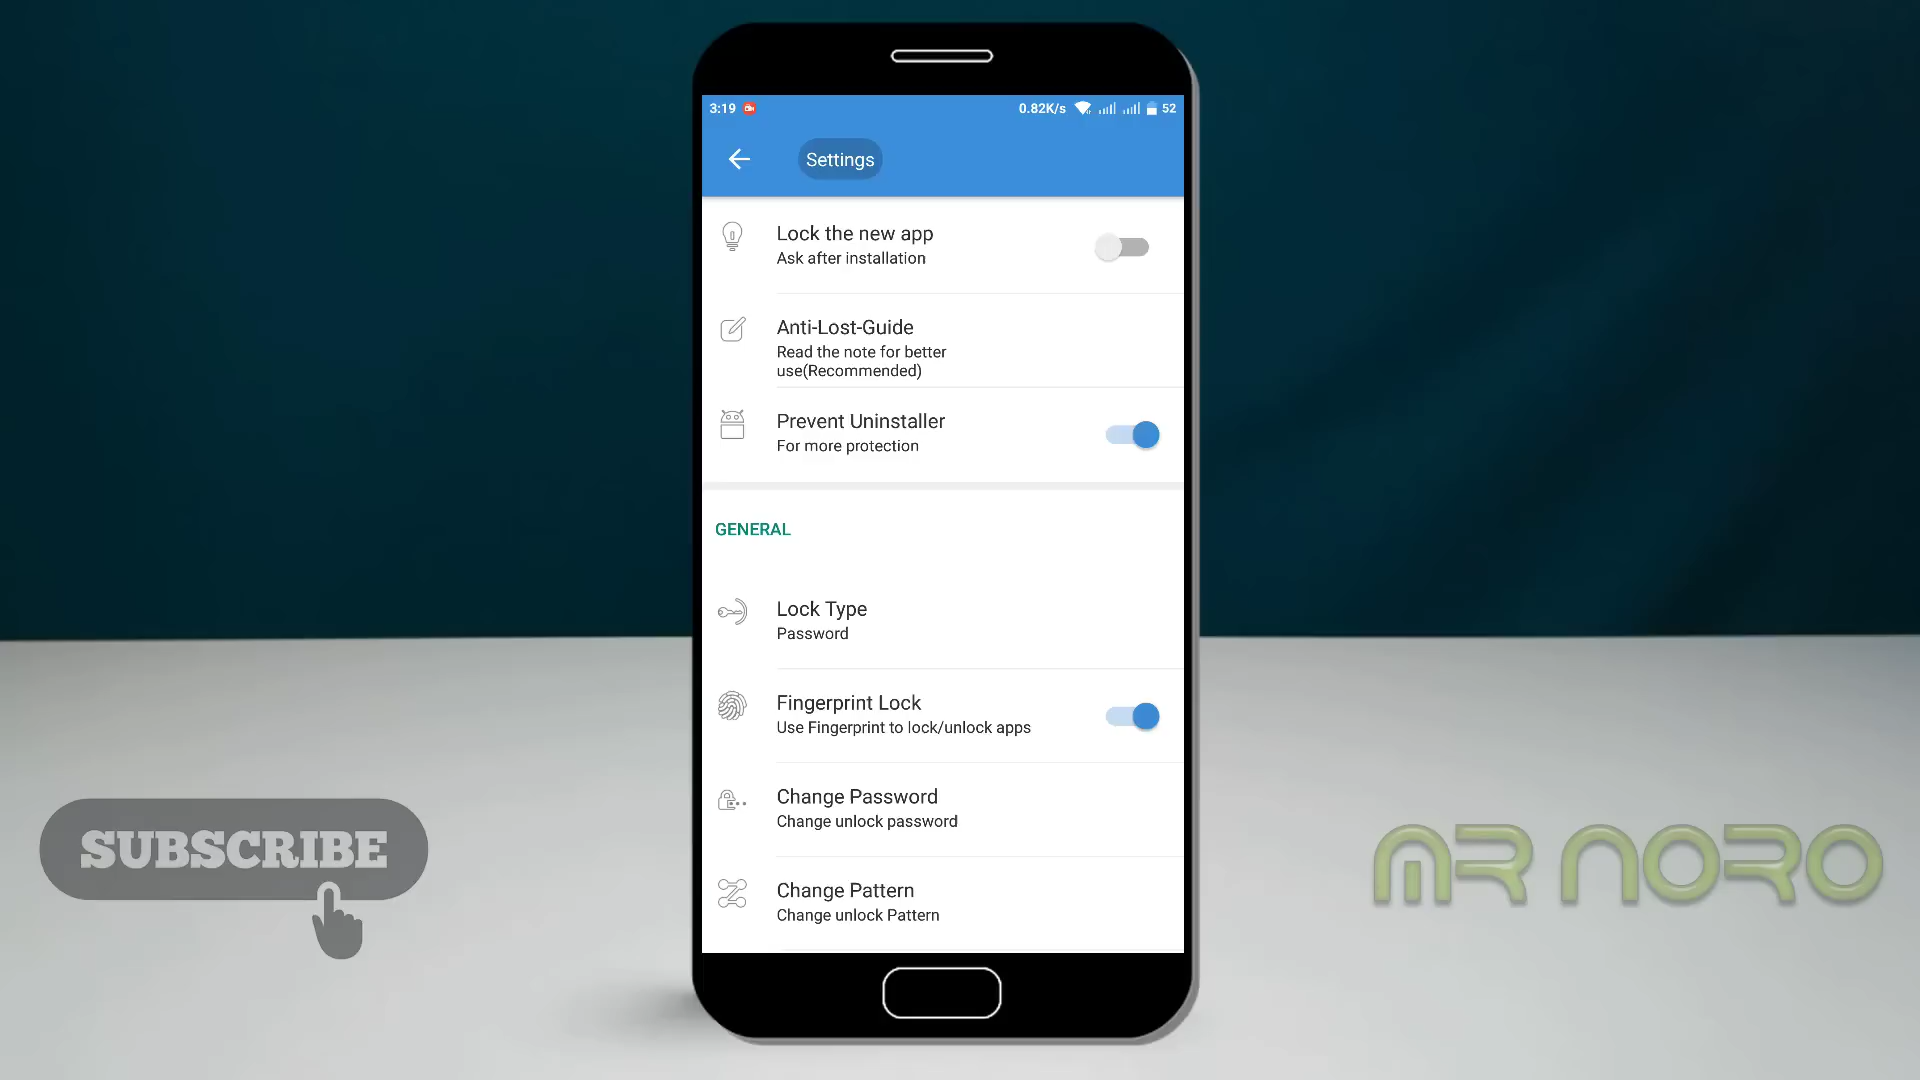 3:19 0.82K/s 52
Settings
Lock the new app
Ask after installation
Anti-Lost-Guide
Read the note for better
use(Recommended)
Prevent Uninstaller
For more protection
GENERAL
Lock Type
Password
Fingerprint Lock
Use Fingerprint to lock/unlock apps
Change Password
Change unlock password
Change Pattern
Change unlock Pattern
SUBSCRIBE
MR NORO